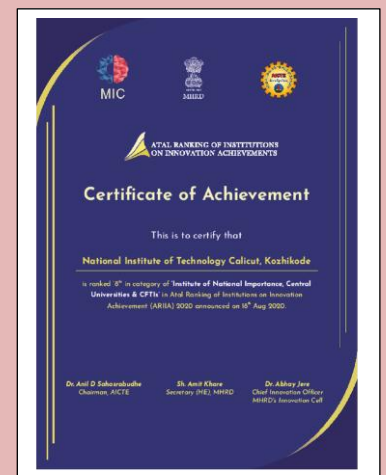 MIC
MHRD
ATAL RANKING OF INSTITUTIONS
ON INNOVATION ACHIEVEMENTS
Certificate of Achievement
This is to certify that
National Institute of Technology Calicut, Kozhikode
is ranked '8th' in category of 'Institute of National Importance, Central
Universities & CFTIs' in Atal Ranking of Institutions on Innovation
Achievement (ARIIA) 2020 announced on 18th Aug 2020.
Dr. Anil D Sahasrabudhe Sh. Amit Khare Dr. Abhay Jere
Chairman, AICTE Secretary (HE), MHRD Chief Innovation Officer
MHRD's Innovation Cell